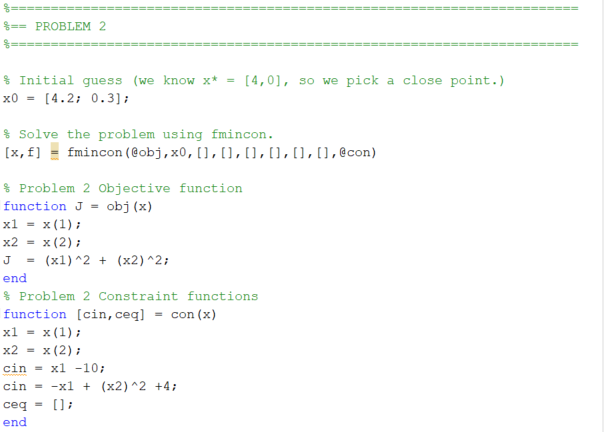 %=======================================================================
%== PROBLEM 2
%=======================================================================
% Initial guess (we know x* = [4,0], so we pick a close point.)
x0 = [4.2; 0.3];
% Solve the problem using fmincon.
[x,f] = fmincon(@obj,x0,[],[],[],[],[],[],@con)
% Problem 2 Objective function
function J = obj(x)
x1 = x(1);
x2 = x(2);
J  = (x1)^2 + (x2)^2;
end
% Problem 2 Constraint functions
function [cin,ceq] = con(x)
x1 = x(1);
x2 = x(2);
cin = x1 -10;
cin = -x1 + (x2)^2 +4;
ceq = [];
end